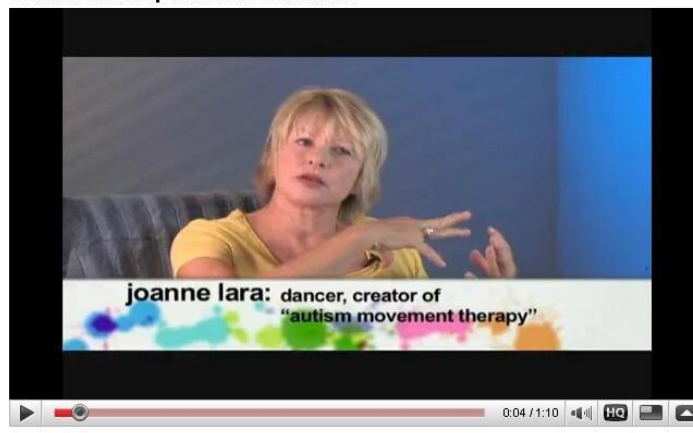 joanne lara: dancer, creator of
"autism movement therapy"
0:04 / 1:10
HQ